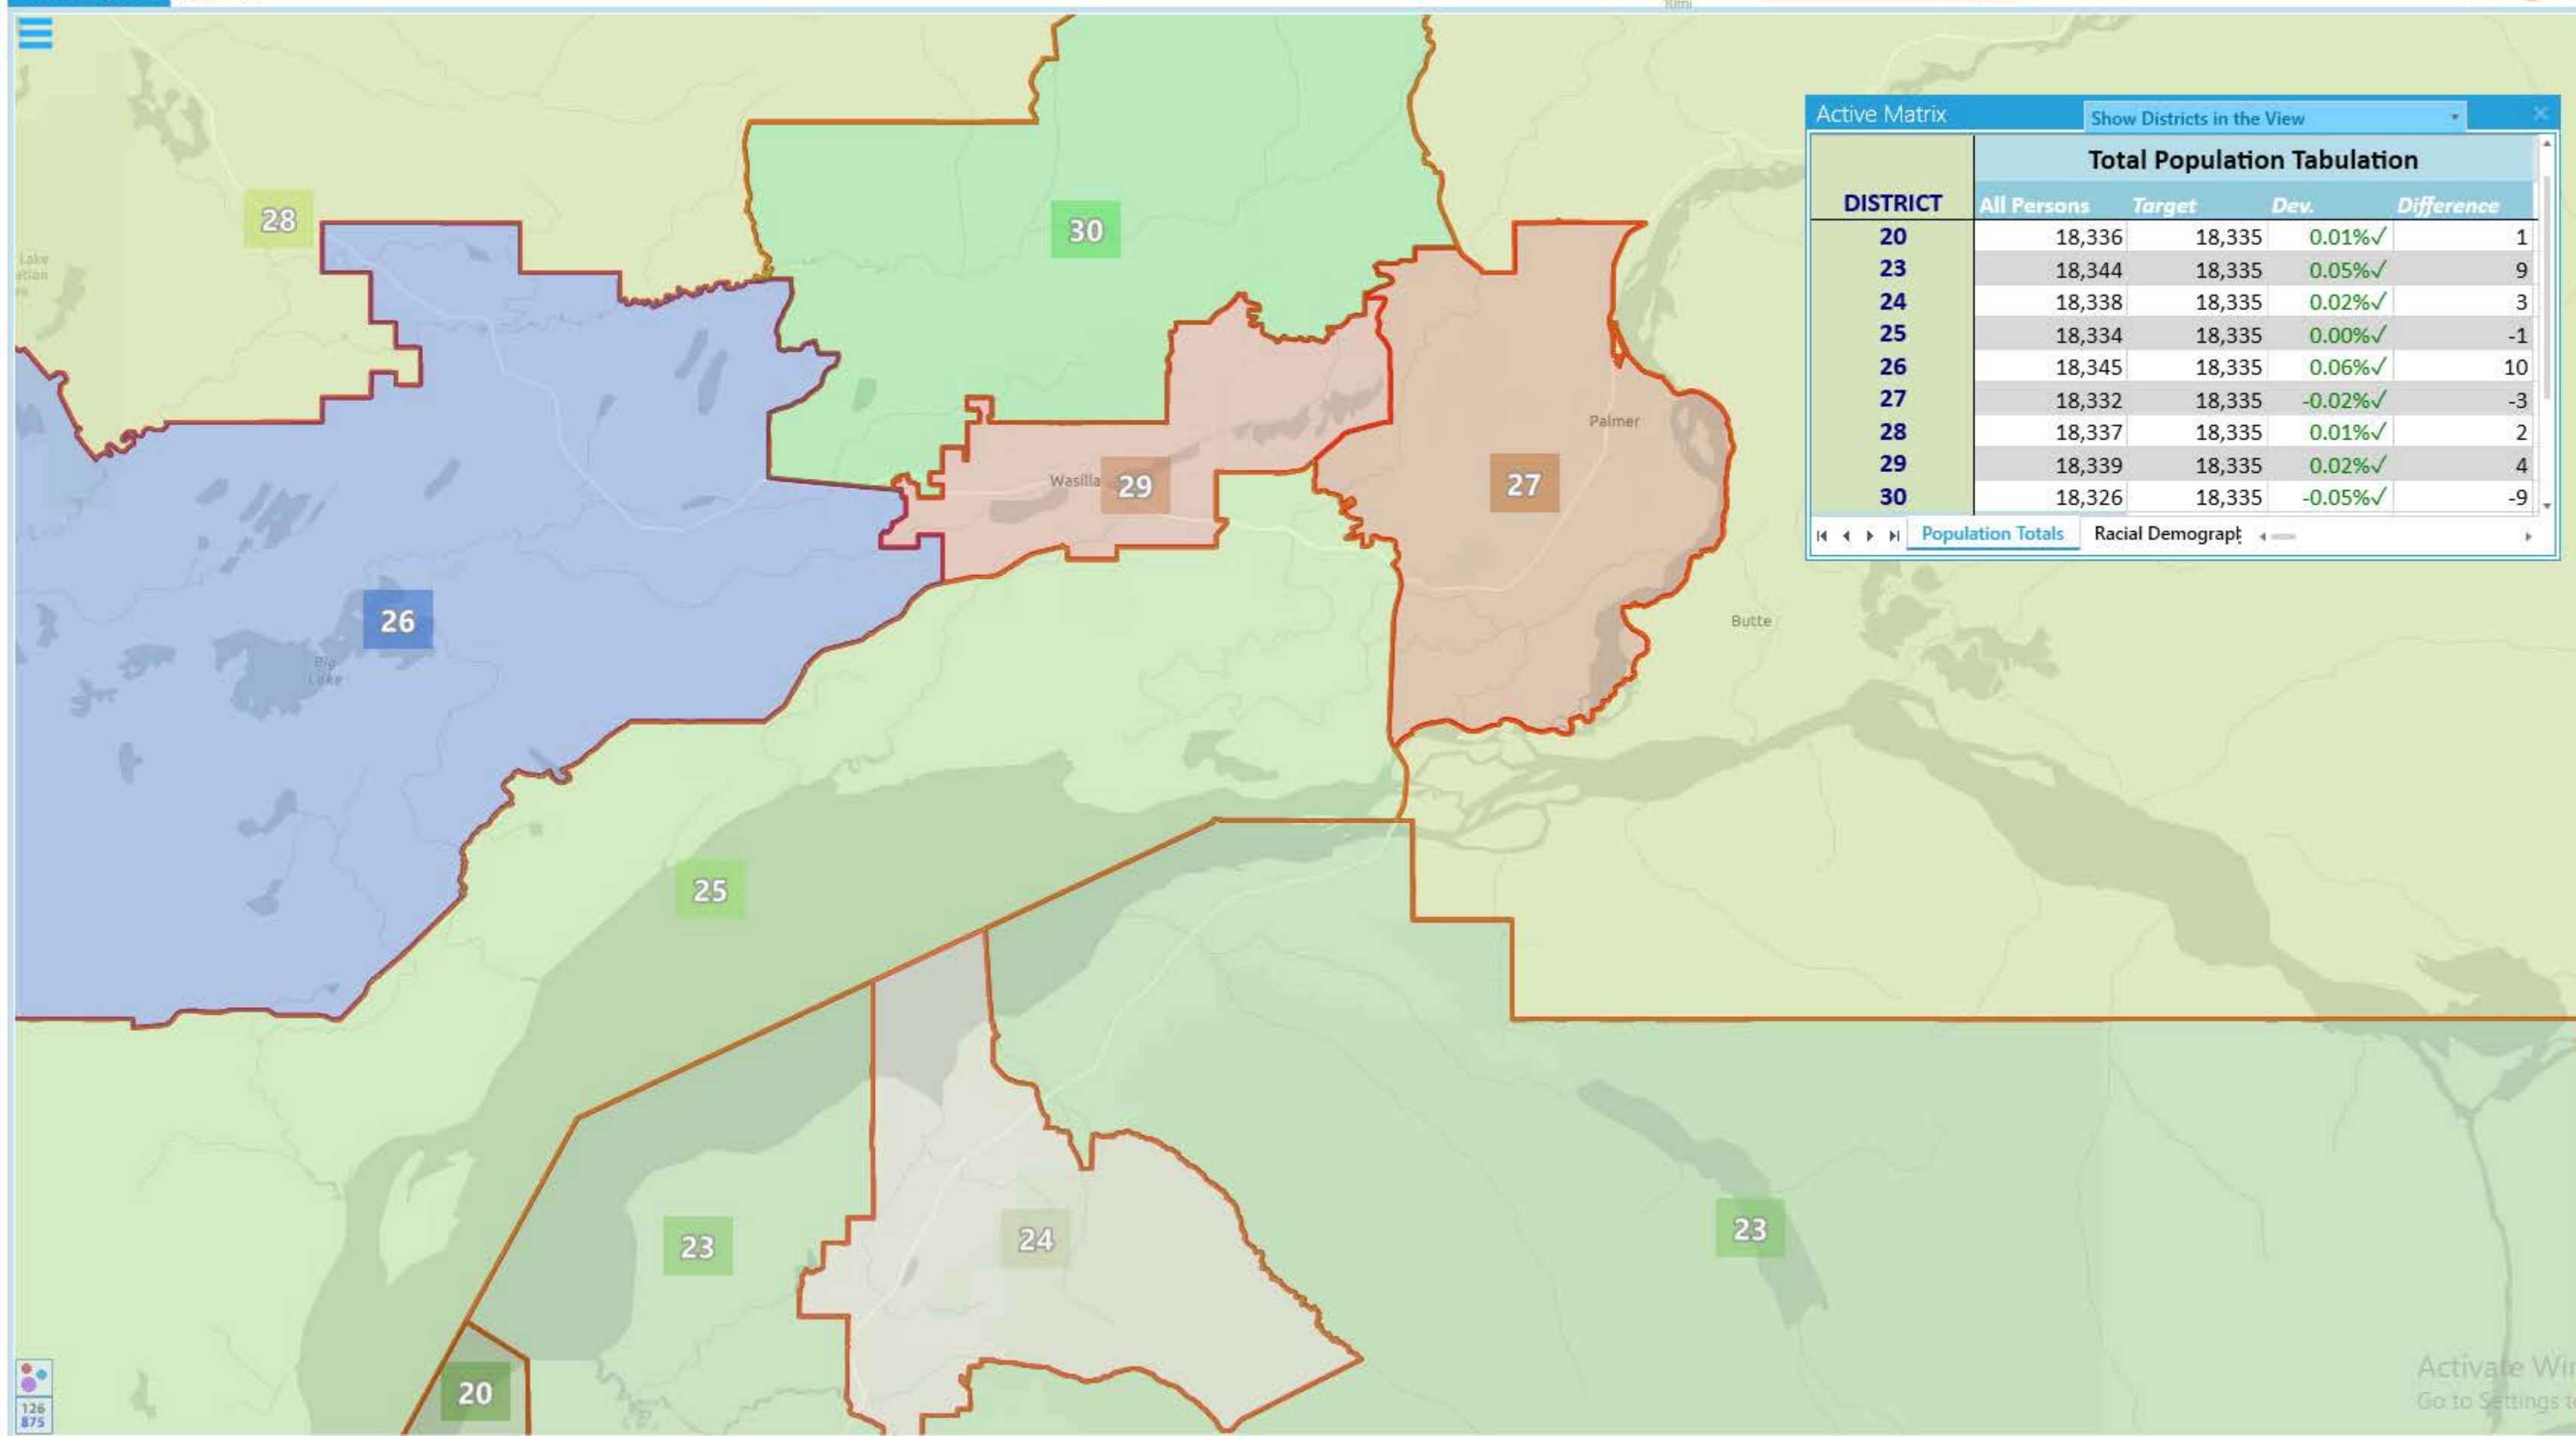 10mi
Active Matrix Show Districts in the View
Total Population Tabulation
DISTRICT All Persons Target Dev. Difference
20 18,336 18,335 0.01%✓ 1
23 18,344 18,335 0.05%✓ 9
24 18,338 18,335 0.02%✓ 3
25 18,334 18,335 0.00%✓ -1
26 18,345 18,335 0.06%✓ 10
27 18,332 18,335 -0.02%✓ -3
28 18,337 18,335 0.01%✓ 2
29 18,339 18,335 0.02%✓ 4
30 18,326 18,335 -0.05%✓ -9
Population Totals Racial Demograph
28
30
Lake
Palmer
Wasilla
29
27
26
Big
Lake
Butte
25
23
24
23
20
126
875
Activate Win
Go to Settings t